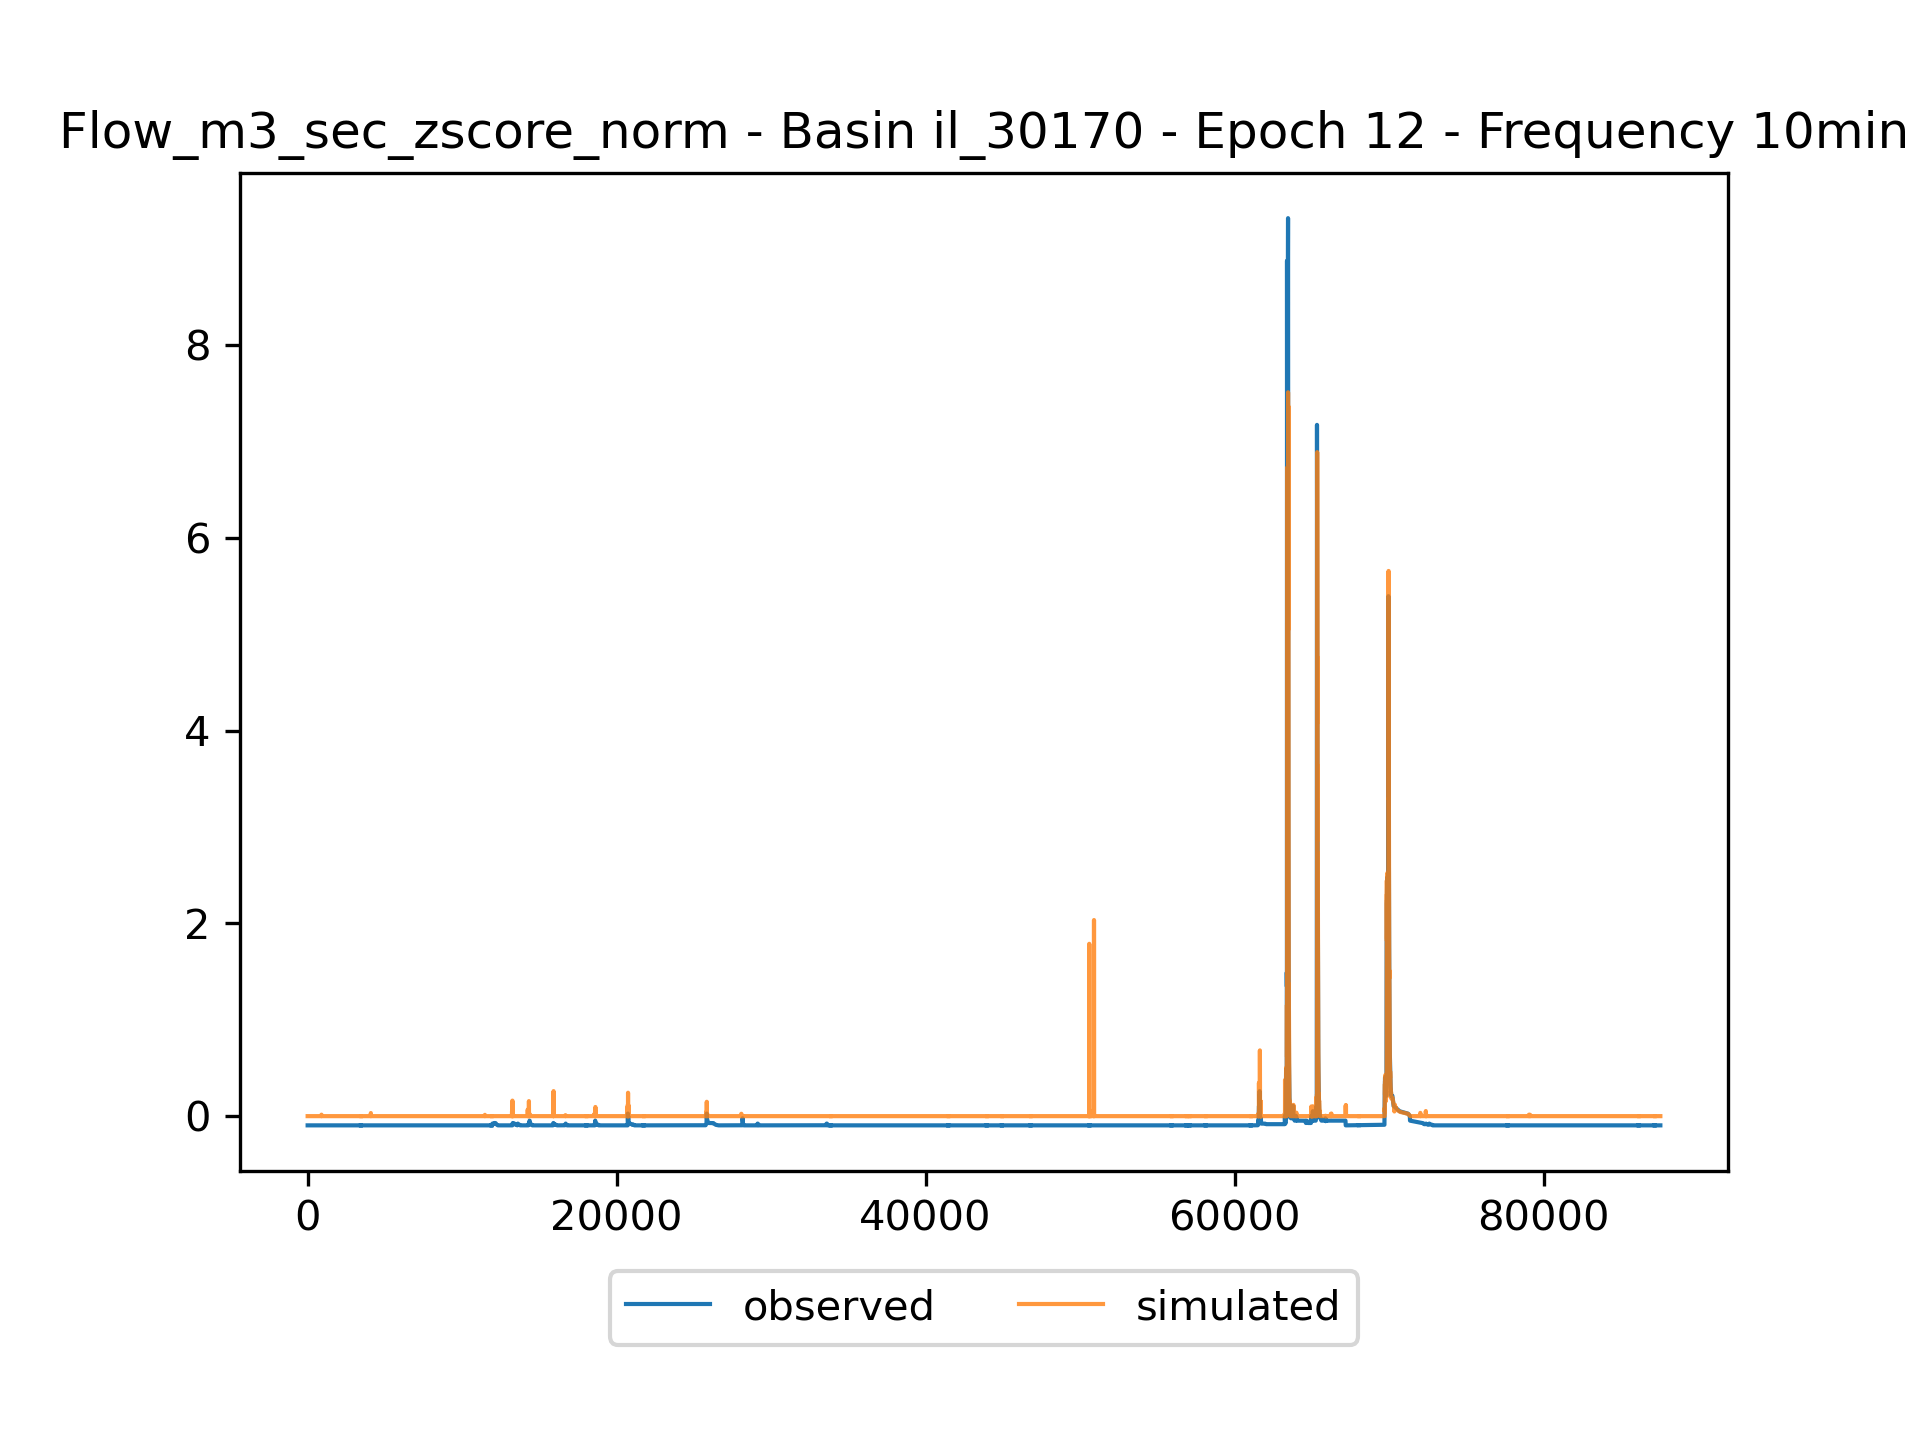 Flow_m3_sec_zscore_norm - Basin il_30170 - Epoch 12 - Frequency 10min
8
6
4
2
0
0 20000 40000 60000 80000
observed simulated